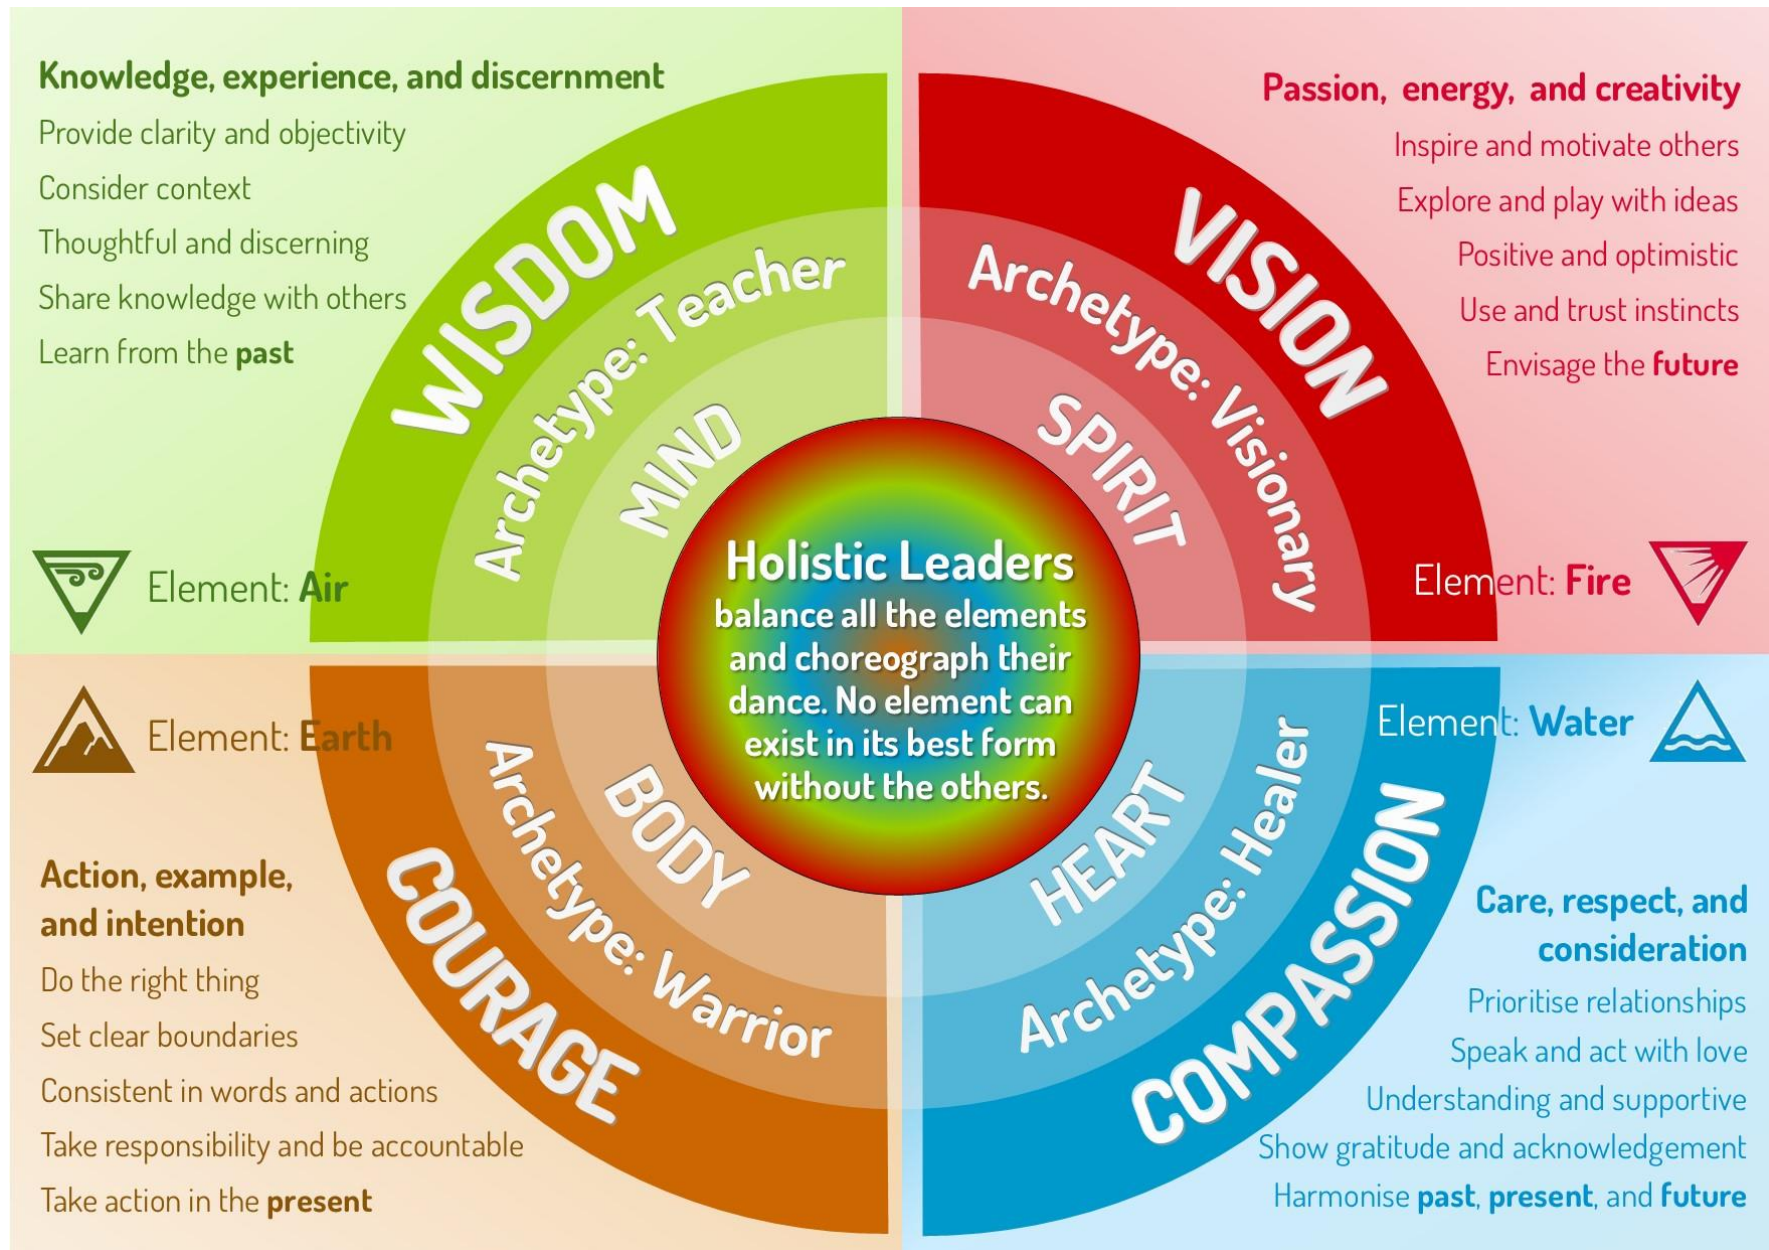 Knowledge, experience, and discernment
Provide clarity and objectivity
Consider context
Thoughtful and discerning
Share knowledge with others
Learn from the past
Element: Air
WISDOM
Archetype: Teacher
MIND
Passion, energy, and creativity
Inspire and motivate others
Explore and play with ideas
Positive and optimistic
Use and trust instincts
Envisage the future
Element: Fire
VISION
Archetype: Visionary
SPIRIT
Holistic Leaders
balance all the elements
and choreograph their
dance. No element can
exist in its best form
without the others.
Element: Earth
Action, example,
and intention
Do the right thing
Set clear boundaries
Consistent in words and actions
Take responsibility and be accountable
Take action in the present
COURAGE
Archetype: Warrior
BODY
Element: Water
Care, respect, and
consideration
Prioritise relationships
Speak and act with love
Understanding and supportive
Show gratitude and acknowledgement
Harmonise past, present, and future
COMPASSION
Archetype: Healer
HEART